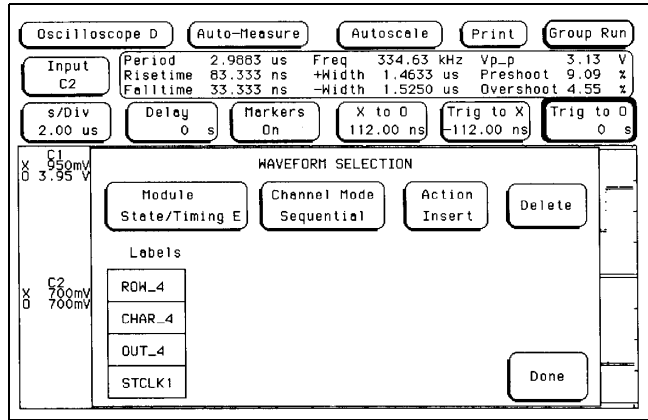 Oscilloscope D Auto-Measure Autoscale Print Group Run
Input C2
Period 2.9883 us Freq 334.63 kHz Vp_p 3.13 V
Risetime 83.333 ns +Width 1.4633 us Preshoot 9.09 %
Falltime 33.333 ns -Width 1.5250 us Overshoot 4.55 %
s/Div Delay Markers X to O Trig to X Trig to O
2.00 us 0 s On 112.00 ns -112.00 ns 0 s
C1
X 950mV
O 3.95 V
WAVEFORM SELECTION
Module Channel Mode Action Delete
State/Timing E Sequential Insert
Labels
ROW_4
CHAR_4
OUT_4
STCLK1
C2
X 700mV
O 700mV
Done